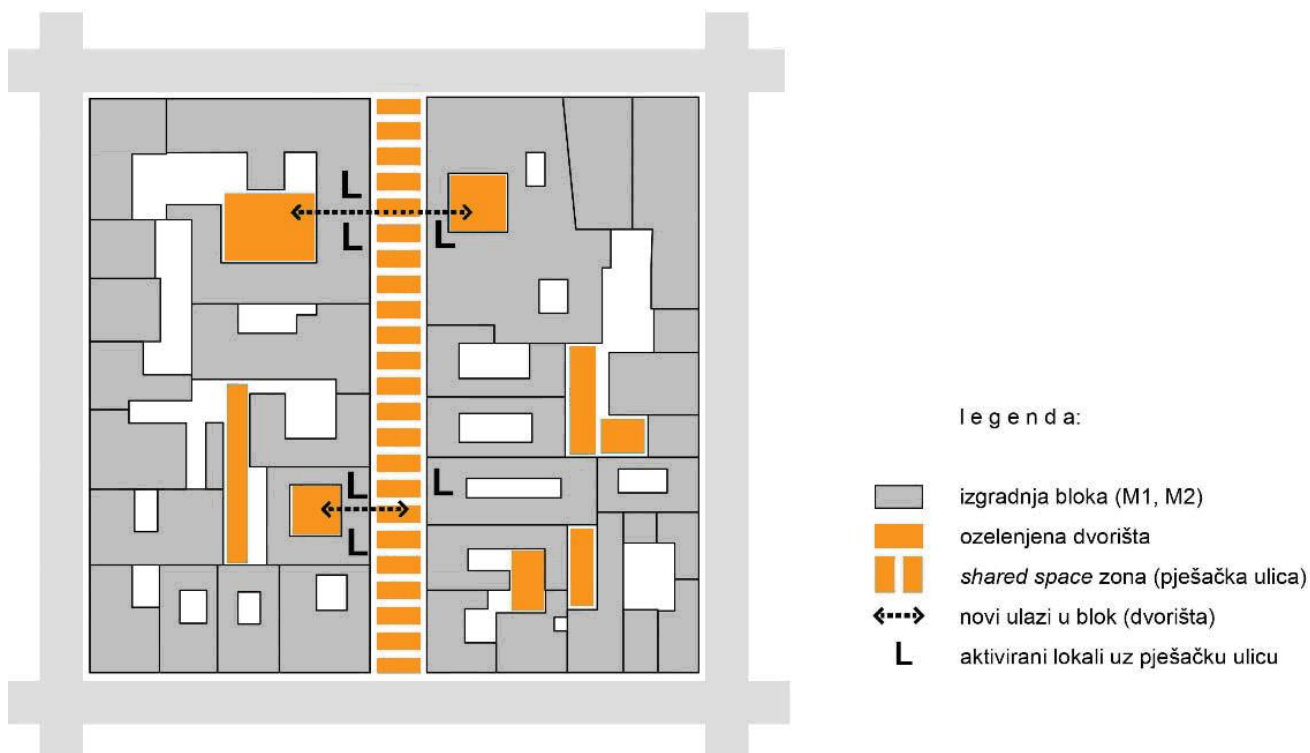 L
L
L
L
L
L
l e g e n d a:
izgradnja bloka (M1, M2)
ozelenjena dvorišta
shared space zona (pješačka ulica)
novi ulazi u blok (dvorišta)
L aktivirani lokali uz pješačku ulicu